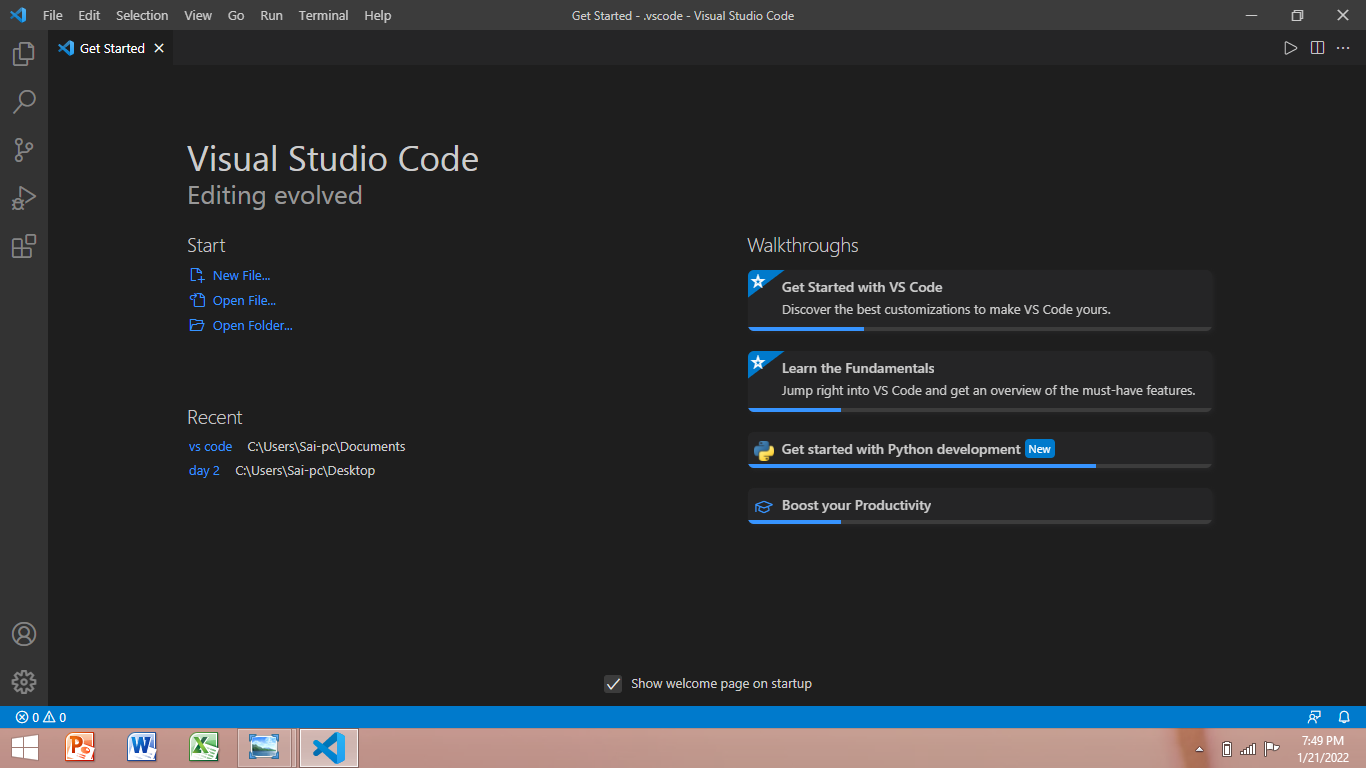 File Edit Selection View Go Run Terminal Help Get Started - .vscode - Visual Studio Code
Get Started
Visual Studio Code
Editing evolved
Start
New File...
Open File...
Open Folder...
Recent
vs code C:\Users\Sai-pc\Documents
day 2 C:\Users\Sai-pc\Desktop
Walkthroughs
Get Started with VS Code
Discover the best customizations to make VS Code yours.
Learn the Fundamentals
Jump right into VS Code and get an overview of the must-have features.
Get started with Python development New
Boost your Productivity
Show welcome page on startup
0 0
7:49 PM
1/21/2022